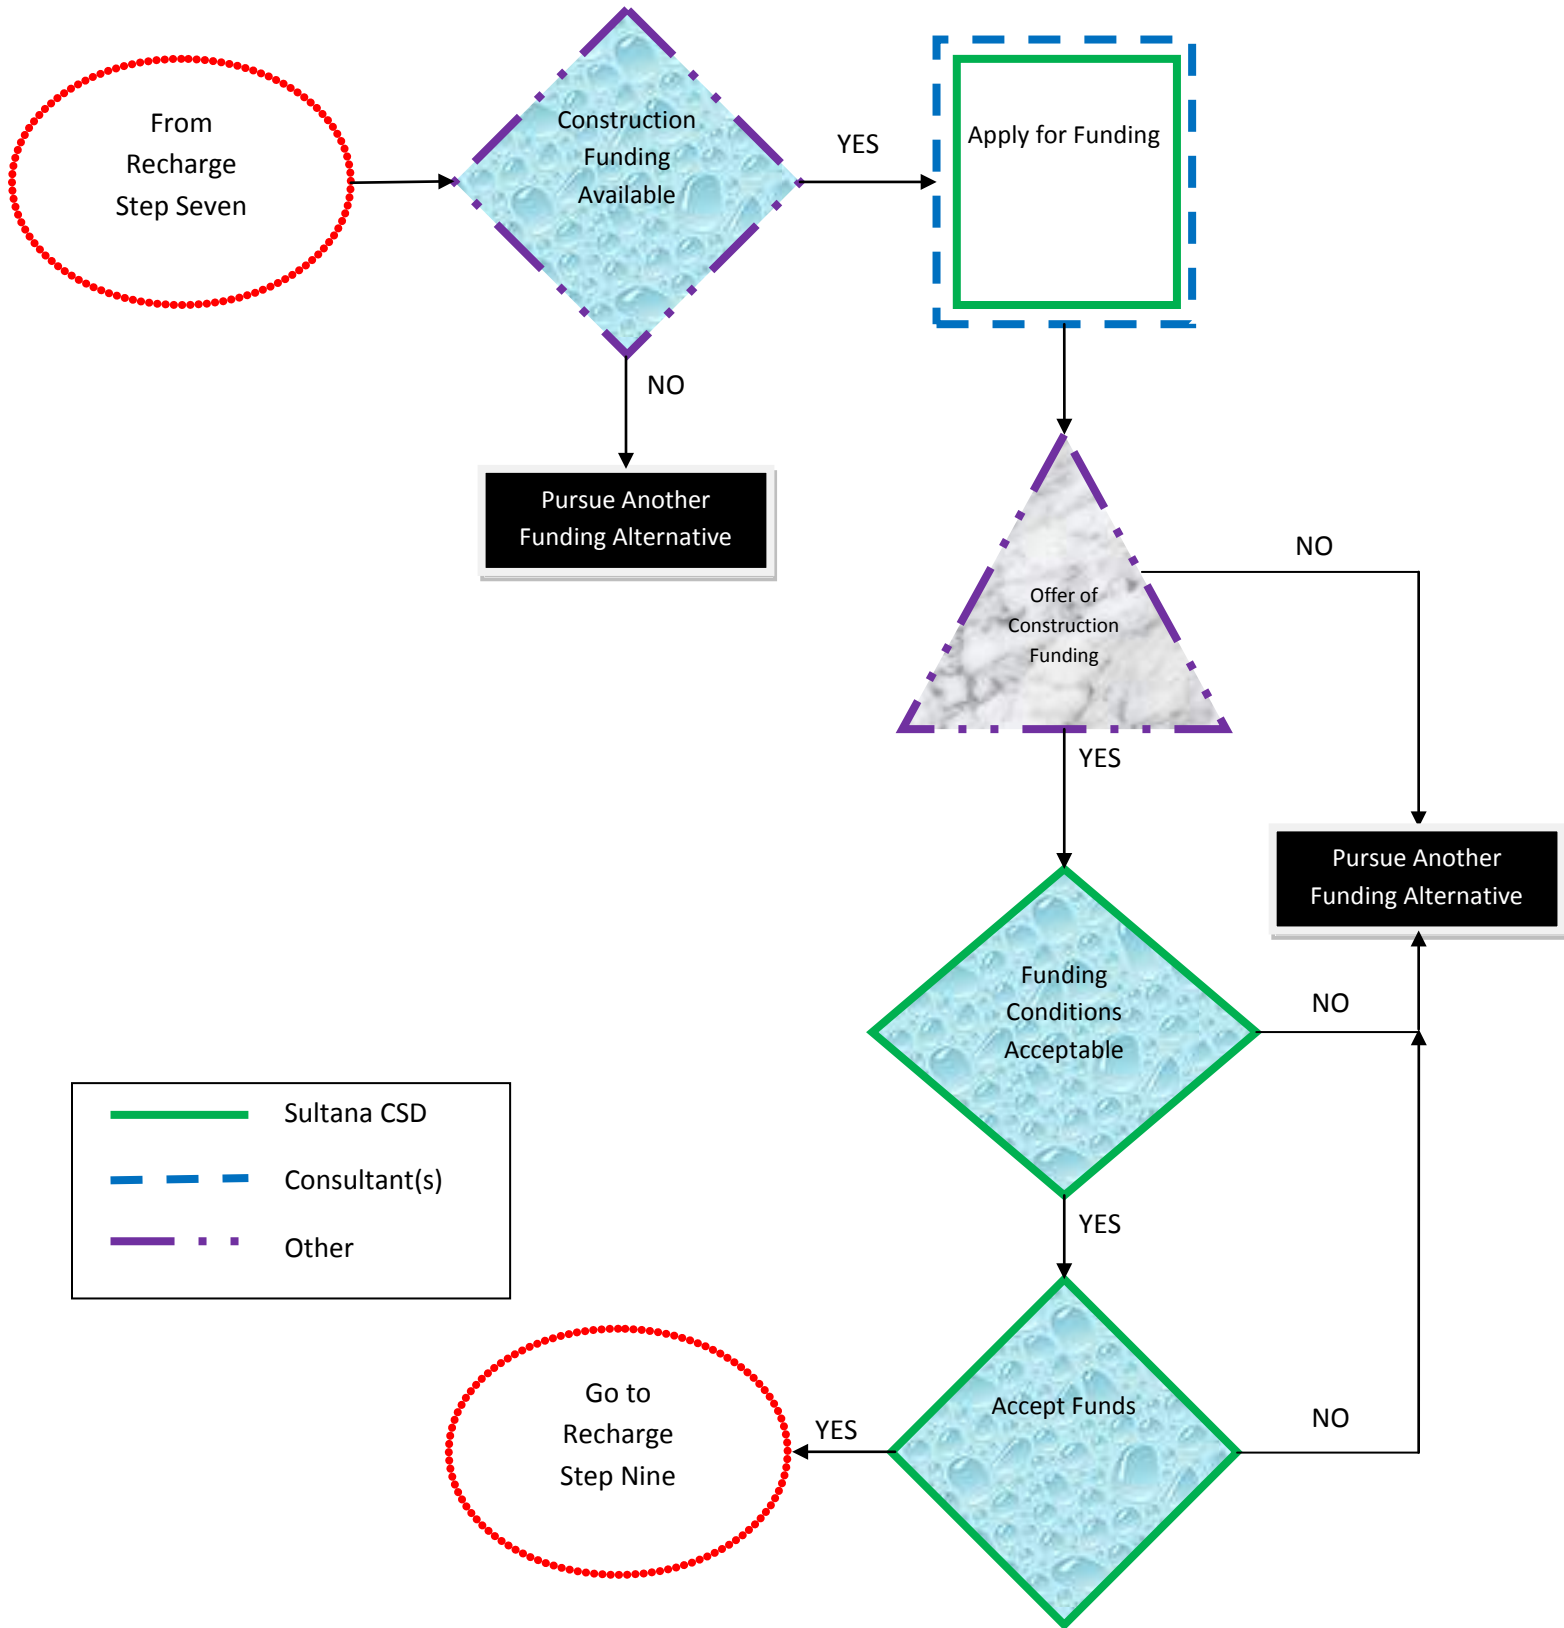 From
Recharge
Step Seven
Construction
Funding
Available
YES
Apply for Funding
NO
Pursue Another
Funding Alternative
Offer of
Construction
Funding
NO
YES
Pursue Another
Funding Alternative
Funding
Conditions
Acceptable
NO
YES
Sultana CSD
Consultant(s)
Other
Accept Funds
NO
YES
Go to
Recharge
Step Nine